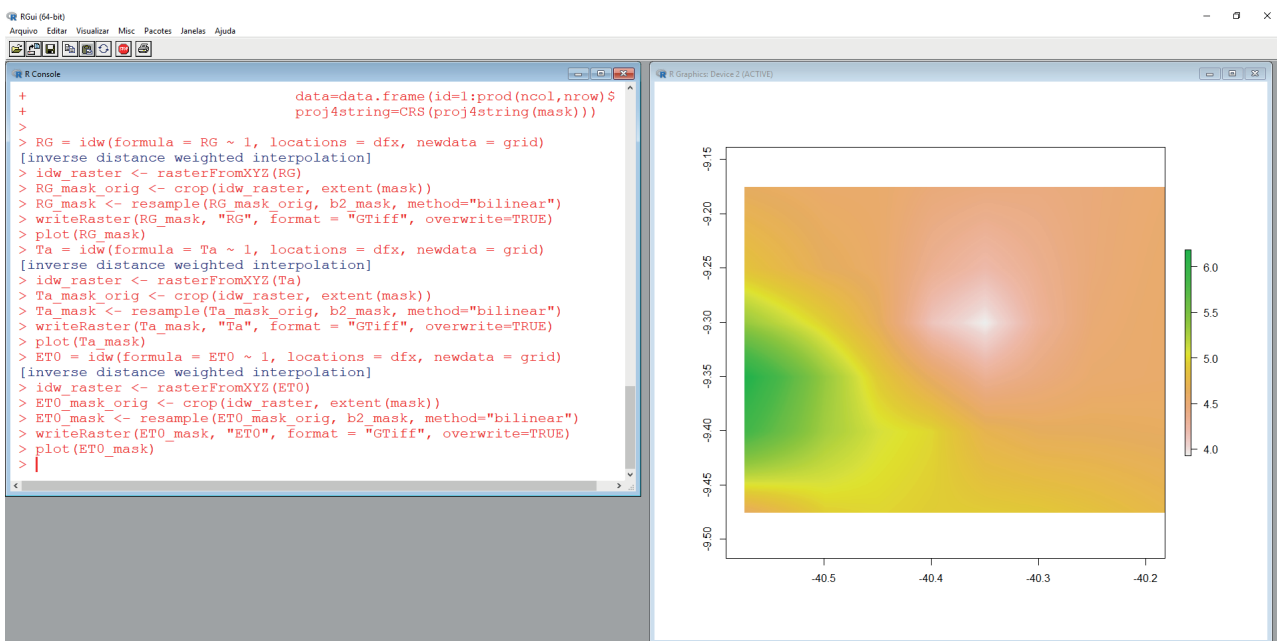 RGui (64-bit)
Arquivo Editar Visualizar Misc Pacotes Janelas Ajuda
STOP
R Console
+ data=data.frame(id=1:prod(ncol,nrow)$
+ proj4string=CRS(proj4string(mask)))
>
> RG = idw(formula = RG ~ 1, locations = dfx, newdata = grid)
[inverse distance weighted interpolation]
> idw_raster <- rasterFromXYZ(RG)
> RG_mask_orig <- crop(idw_raster, extent(mask))
> RG_mask <- resample(RG_mask_orig, b2_mask, method="bilinear")
> writeRaster(RG_mask, "RG", format = "GTiff", overwrite=TRUE)
> plot(RG_mask)
> Ta = idw(formula = Ta ~ 1, locations = dfx, newdata = grid)
[inverse distance weighted interpolation]
> idw_raster <- rasterFromXYZ(Ta)
> Ta_mask_orig <- crop(idw_raster, extent(mask))
> Ta_mask <- resample(Ta_mask_orig, b2_mask, method="bilinear")
> writeRaster(Ta_mask, "Ta", format = "GTiff", overwrite=TRUE)
> plot(Ta_mask)
> ET0 = idw(formula = ET0 ~ 1, locations = dfx, newdata = grid)
[inverse distance weighted interpolation]
> idw_raster <- rasterFromXYZ(ET0)
> ET0_mask_orig <- crop(idw_raster, extent(mask))
> ET0_mask <- resample(ET0_mask_orig, b2_mask, method="bilinear")
> writeRaster(ET0_mask, "ET0", format = "GTiff", overwrite=TRUE)
> plot(ET0_mask)
>
R Graphics: Device 2 (ACTIVE)
-9.15
-9.20
-9.25
-9.30
-9.35
-9.40
-9.45
-9.50
-40.5
-40.4
-40.3
-40.2
6.0
5.5
5.0
4.5
4.0